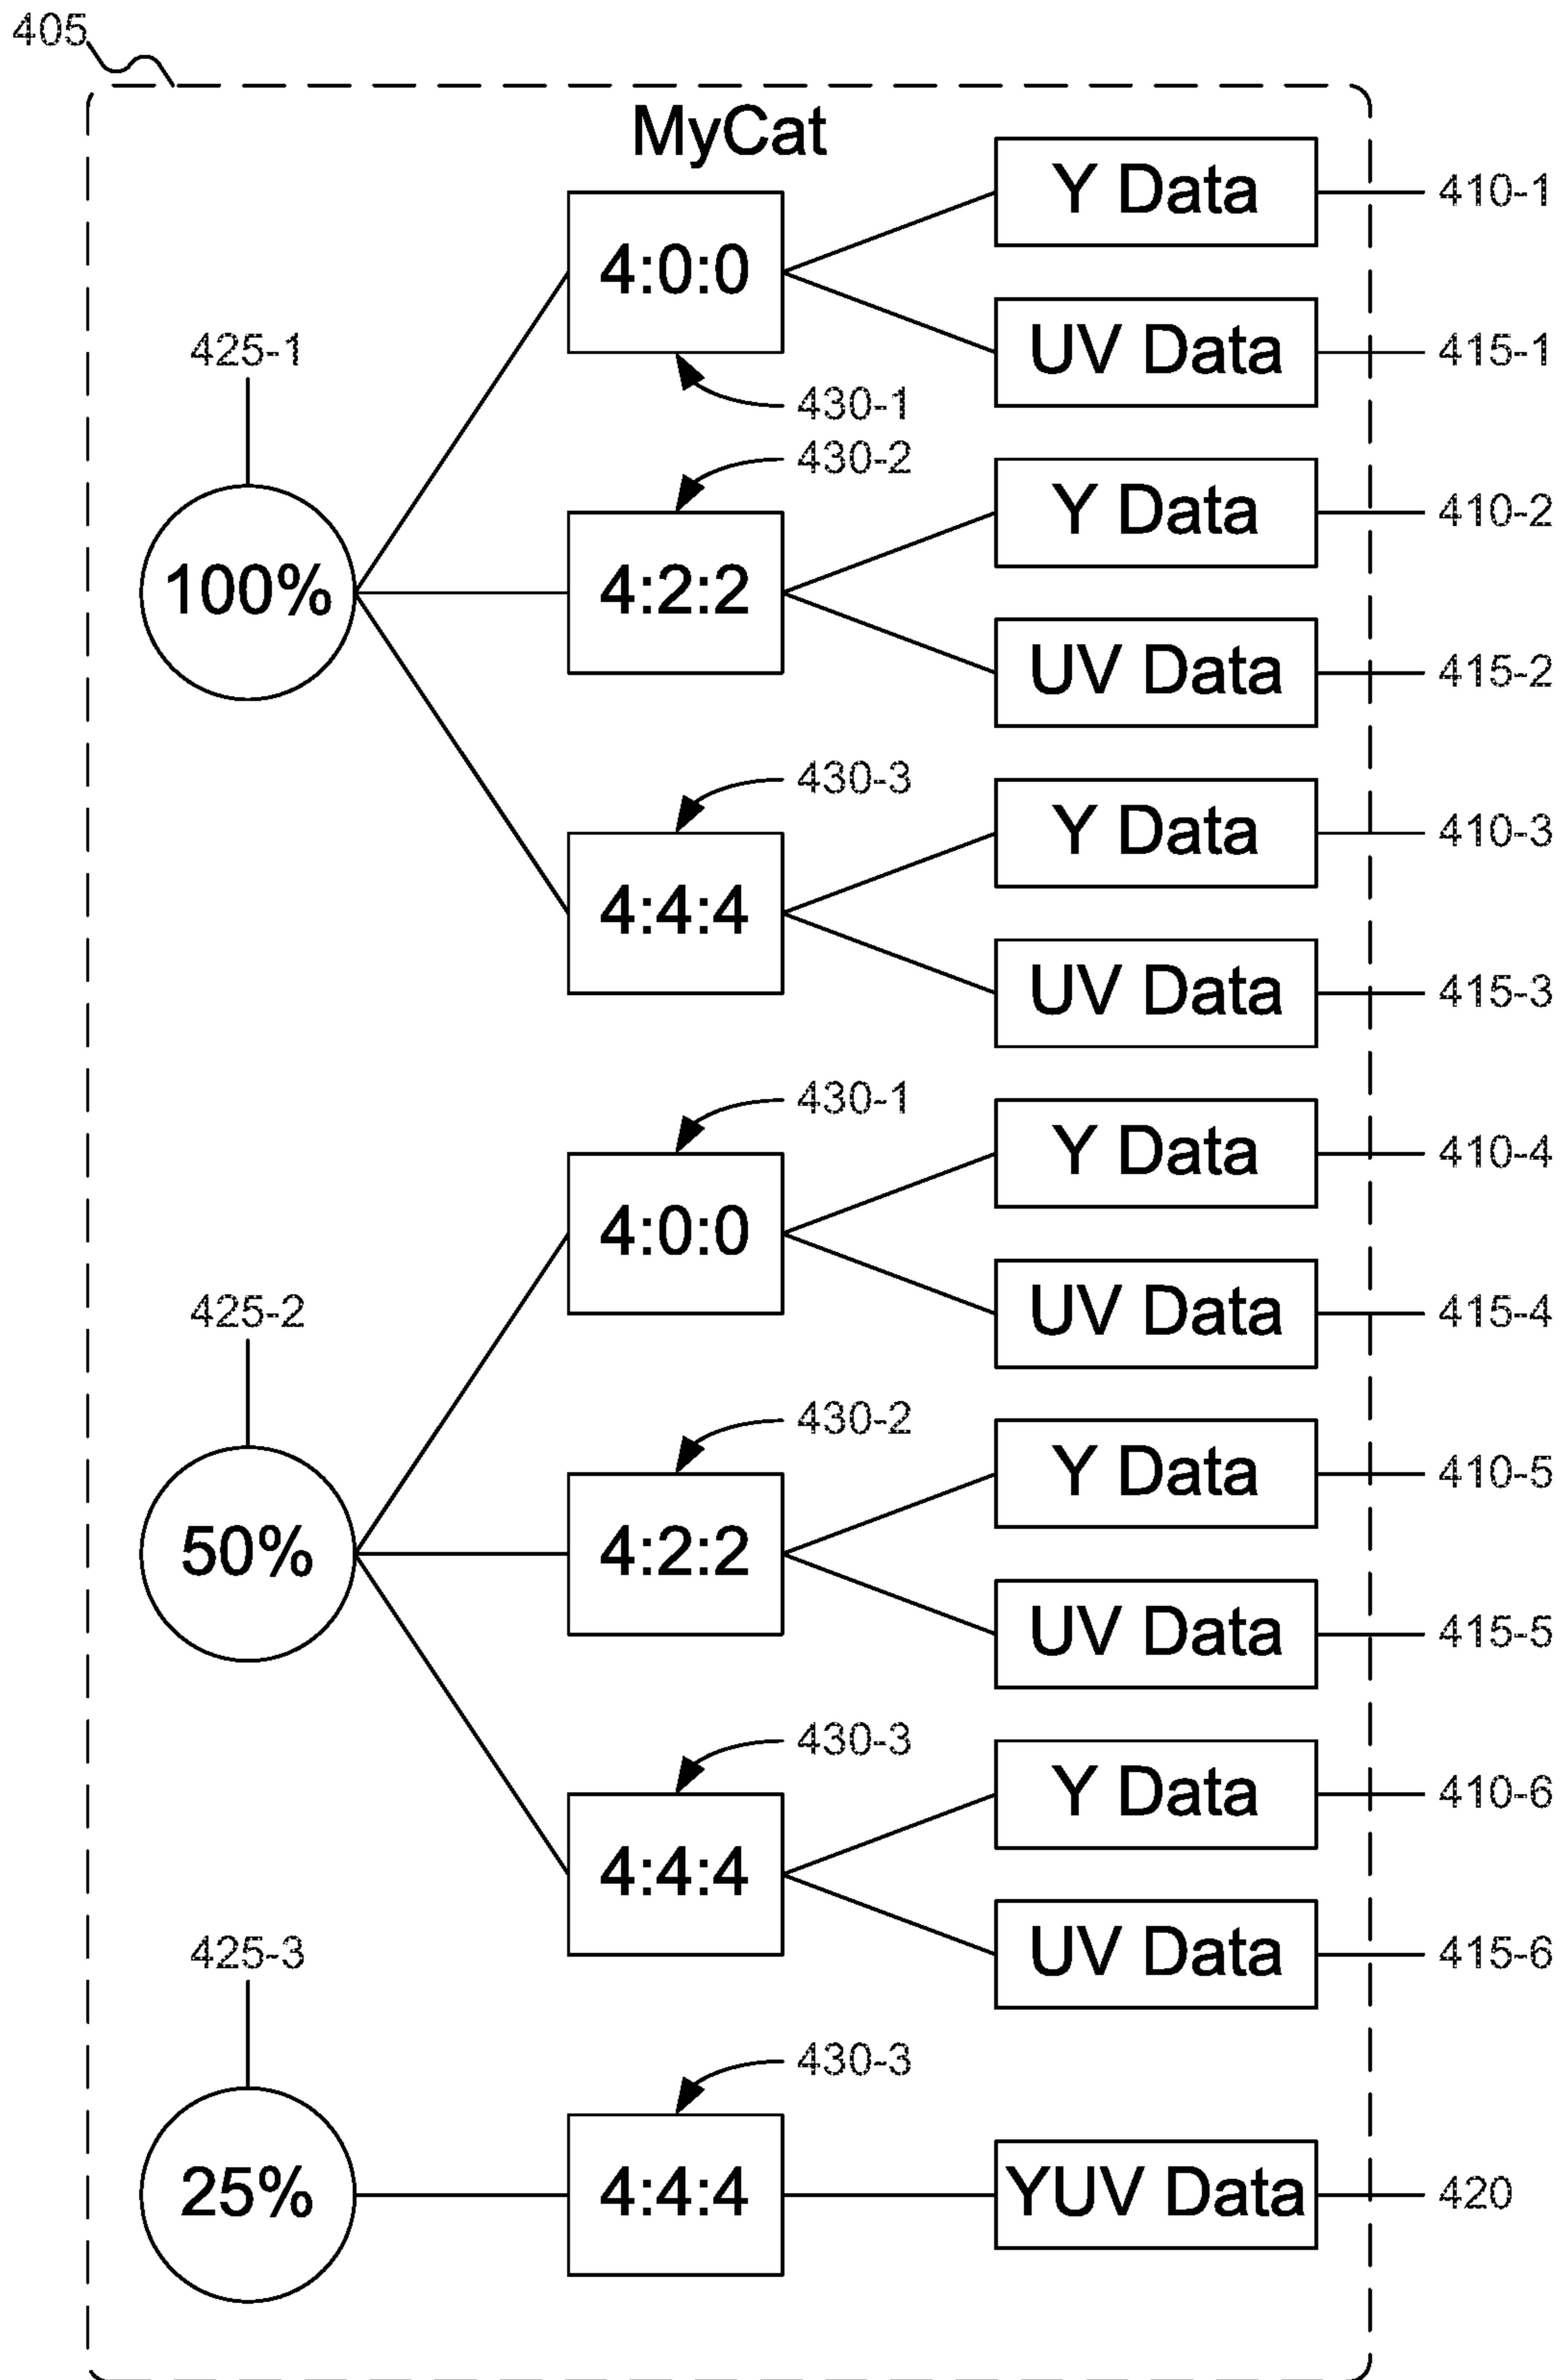 405
MyCat
Y Data
410-1
4:0:0
425-1
UV Data
415-1
430-1
430-2
Y Data
410-2
100%
4:2:2
UV Data
415-2
430-3
Y Data
410-3
4:4:4
UV Data
415-3
430-1
Y Data
410-4
4:0:0
425-2
UV Data
415-4
430-2
Y Data
410-5
50%
4:2:2
UV Data
415-5
430-3
Y Data
410-6
4:4:4
425-3
UV Data
415-6
430-3
25%
4:4:4
YUV Data
420